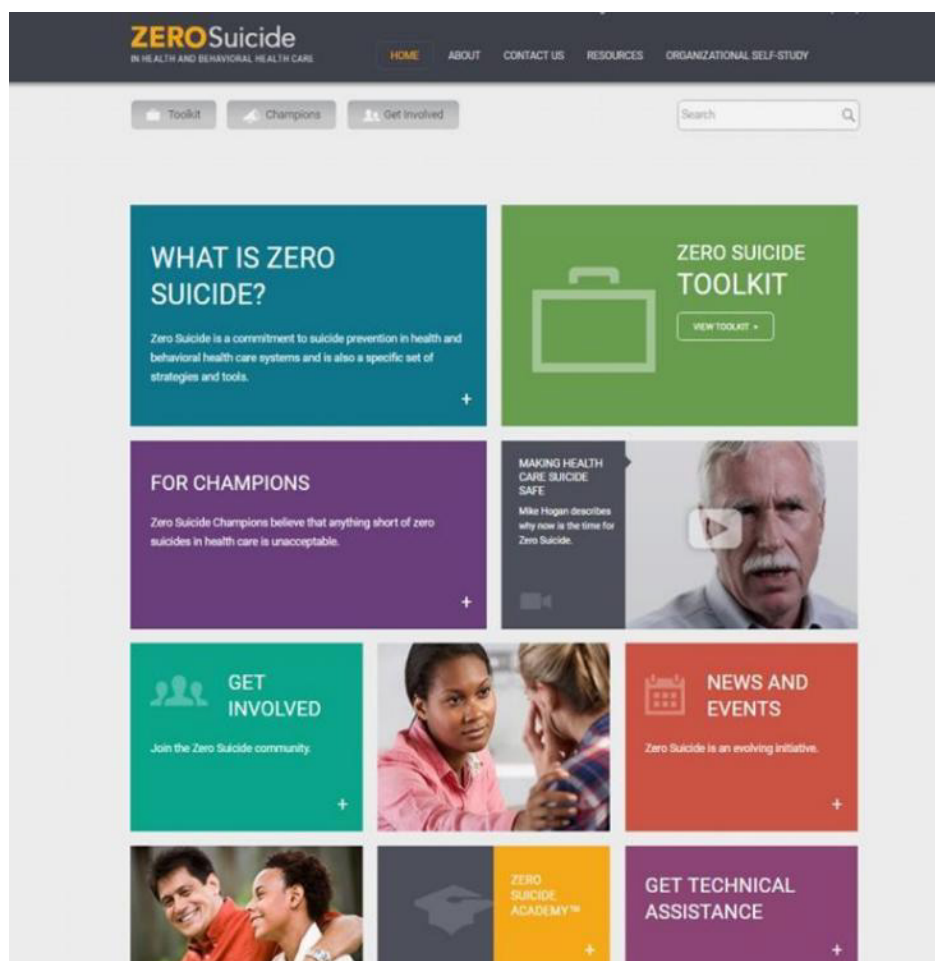 ZEROSuicide
IN HEALTH AND BEHAVIORAL HEALTH CARE
HOME ABOUT CONTACT US RESOURCES ORGANIZATIONAL SELF-STUDY
Toolkit Champions Get Involved Search
WHAT IS ZERO
SUICIDE?
Zero Suicide is a commitment to suicide prevention in health and
behavioral health care systems and is also a specific set of
strategies and tools.
+
ZERO SUICIDE
TOOLKIT
VIEW TOOLKIT +
FOR CHAMPIONS
Zero Suicide Champions believe that anything short of zero
suicides in health care is unacceptable.
+
MAKING HEALTH
CARE SUICIDE
SAFE
Mike Hogan describes
why now is the time for
Zero Suicide.
GET
INVOLVED
Join the Zero Suicide community.
+
NEWS AND
EVENTS
Zero Suicide is an evolving initiative.
+
ZERO
SUICIDE
ACADEMY™
+
GET TECHNICAL
ASSISTANCE
+